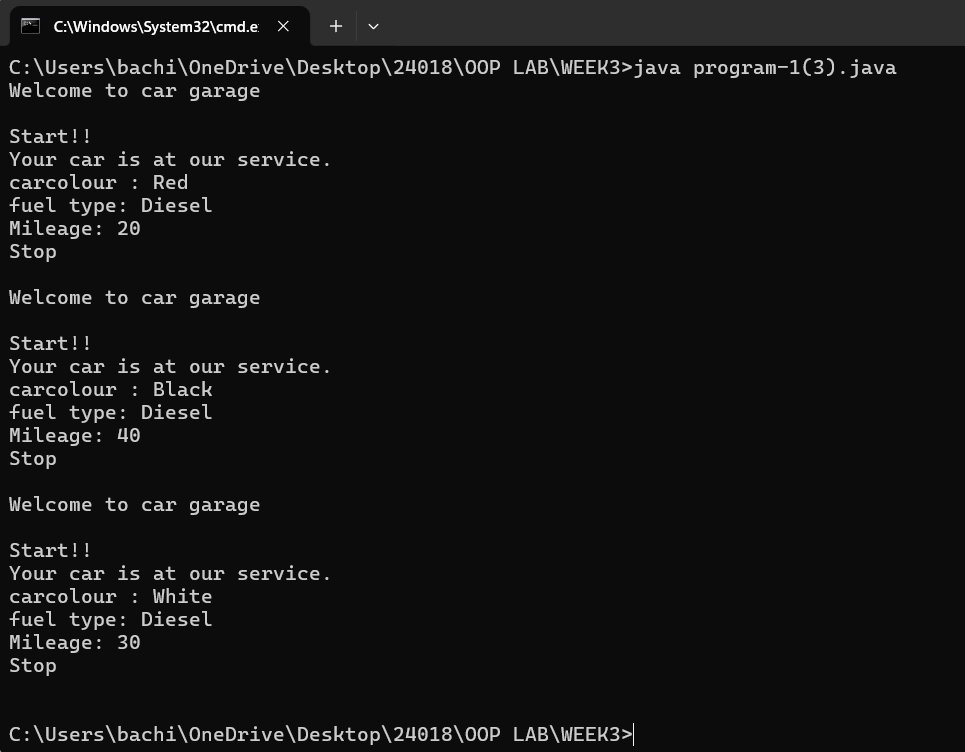 C:\Windows\System32\cmd.e
C:\Users\bachi\OneDrive\Desktop\24018\OOP LAB\WEEK3>java program-1(3).java
Welcome to car garage
Start!!
Your car is at our service.
carcolour : Red
fuel type: Diesel
Mileage: 20
Stop
Welcome to car garage
Start!!
Your car is at our service.
carcolour : Black
fuel type: Diesel
Mileage: 40
Stop
Welcome to car garage
Start!!
Your car is at our service.
carcolour : White
fuel type: Diesel
Mileage: 30
Stop
C:\Users\bachi\OneDrive\Desktop\24018\OOP LAB\WEEK3>